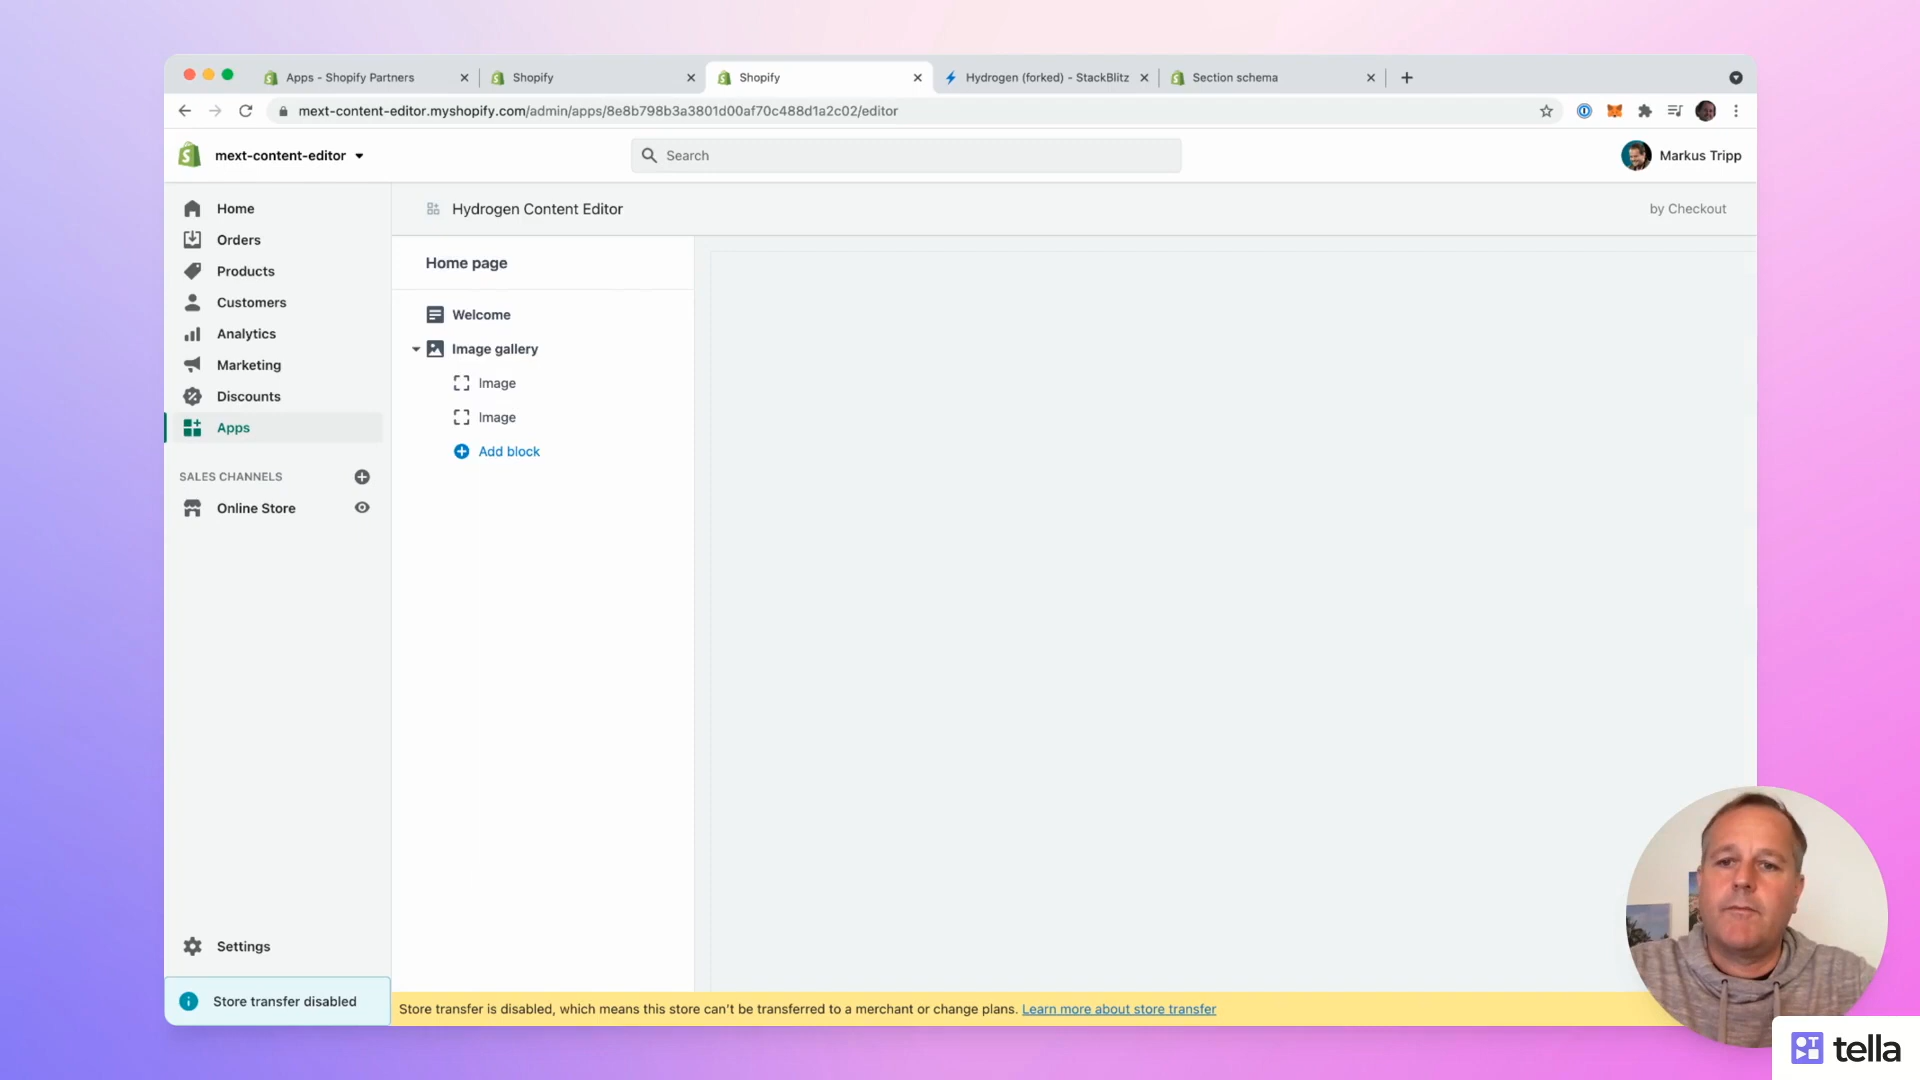 Apps - Shopify Partners
Shopify
Shopify
Hydrogen (forked) - StackBlitz
Section schema
mext-content-editor.myshopify.com/admin/apps/8e8b798b3a3801d00af70c488d1a2c02/editor
mext-content-editor
Search
Markus Tripp
Home
Orders
Products
Customers
Analytics
Marketing
Discounts
Apps
SALES CHANNELS
Online Store
Settings
Store transfer disabled
Hydrogen Content Editor
by Checkout
Home page
Welcome
Image gallery
Image
Image
Add block
Store transfer is disabled, which means this store can't be transferred to a merchant or change plans. Learn more about store transfer
tella